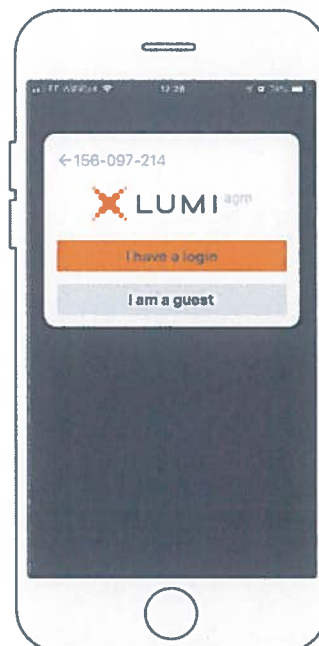 12:28
←156-097-214
LUMI agm
I have a login
I am a guest